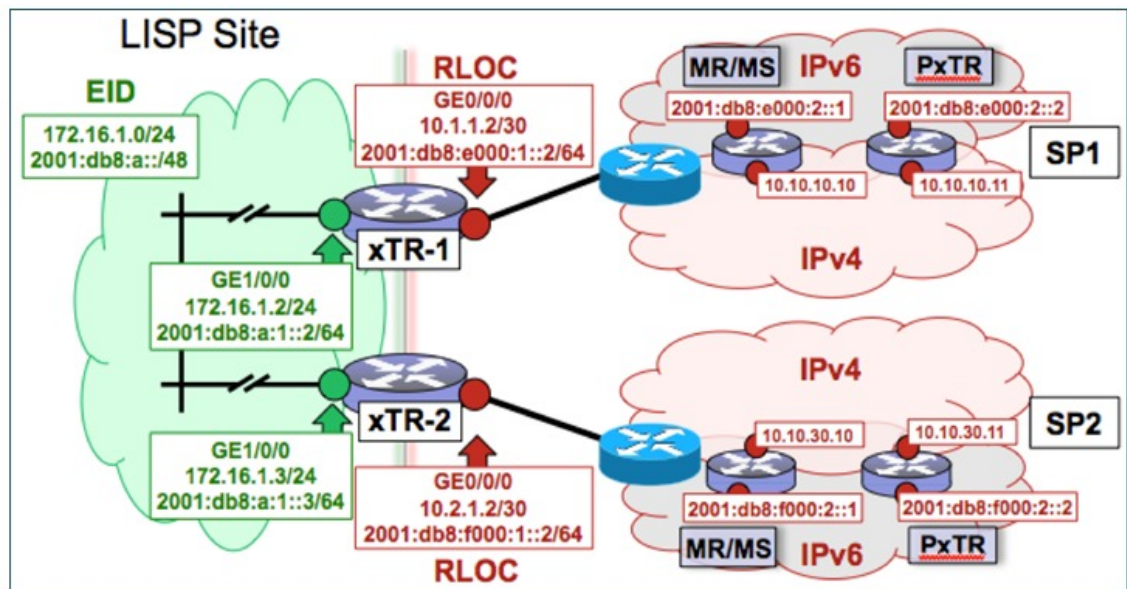 LISP Site
EID
172.16.1.0/24
2001:db8:a::/48
RLOC
GE0/0/0
10.1.1.2/30
2001:db8:e000:1::2/64
MR/MS
IPv6
PxTR
2001:db8:e000:2::1
2001:db8:e000:2::2
SP1
10.10.10.10
10.10.10.11
xTR-1
IPv4
GE1/0/0
172.16.1.2/24
2001:db8:a:1::2/64
IPv4
xTR-2
10.10.30.10
10.10.30.11
SP2
GE1/0/0
172.16.1.3/24
2001:db8:a:1::3/64
GE0/0/0
10.2.1.2/30
2001:db8:f000:1::2/64
RLOC
2001:db8:f000:2::1
2001:db8:f000:2::2
MR/MS
IPv6
PxTR